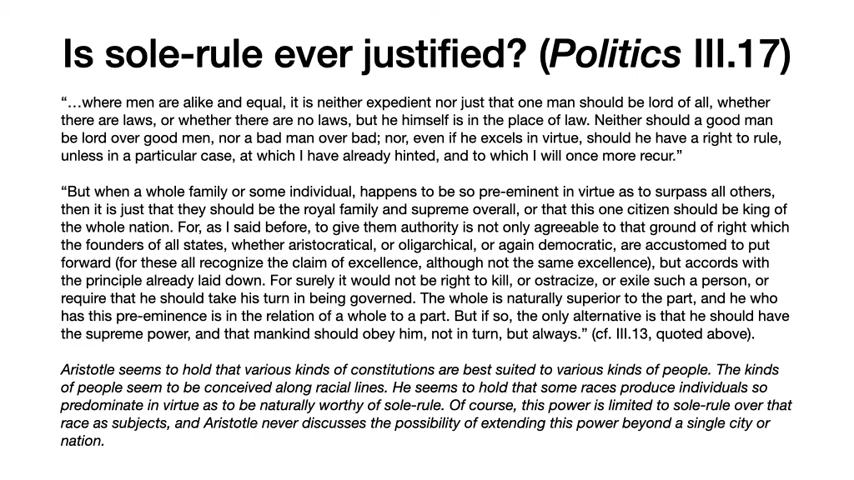 Is sole-rule ever justified? (Politics III.17)
“…where men are alike and equal, it is neither expedient nor just that one man should be lord of all, whether
there are laws, or whether there are no laws, but he himself is in the place of law. Neither should a good man
be lord over good men, nor a bad man over bad; nor, even if he excels in virtue, should he have a right to rule,
unless in a particular case, at which I have already hinted, and to which I will once more recur.”
“But when a whole family or some individual, happens to be so pre-eminent in virtue as to surpass all others,
then it is just that they should be the royal family and supreme overall, or that this one citizen should be king of
the whole nation. For, as I said before, to give them authority is not only agreeable to that ground of right which
the founders of all states, whether aristocratical, or oligarchical, or again democratic, are accustomed to put
forward (for these all recognize the claim of excellence, although not the same excellence), but accords with
the principle already laid down. For surely it would not be right to kill, or ostracize, or exile such a person, or
require that he should take his turn in being governed. The whole is naturally superior to the part, and he who
has this pre-eminence is in the relation of a whole to a part. But if so, the only alternative is that he should have
the supreme power, and that mankind should obey him, not in turn, but always.” (cf. III.13, quoted above).
Aristotle seems to hold that various kinds of constitutions are best suited to various kinds of people. The kinds
of people seem to be conceived along racial lines. He seems to hold that some races produce individuals so
predominate in virtue as to be naturally worthy of sole-rule. Of course, this power is limited to sole-rule over that
race as subjects, and Aristotle never discusses the possibility of extending this power beyond a single city or
nation.